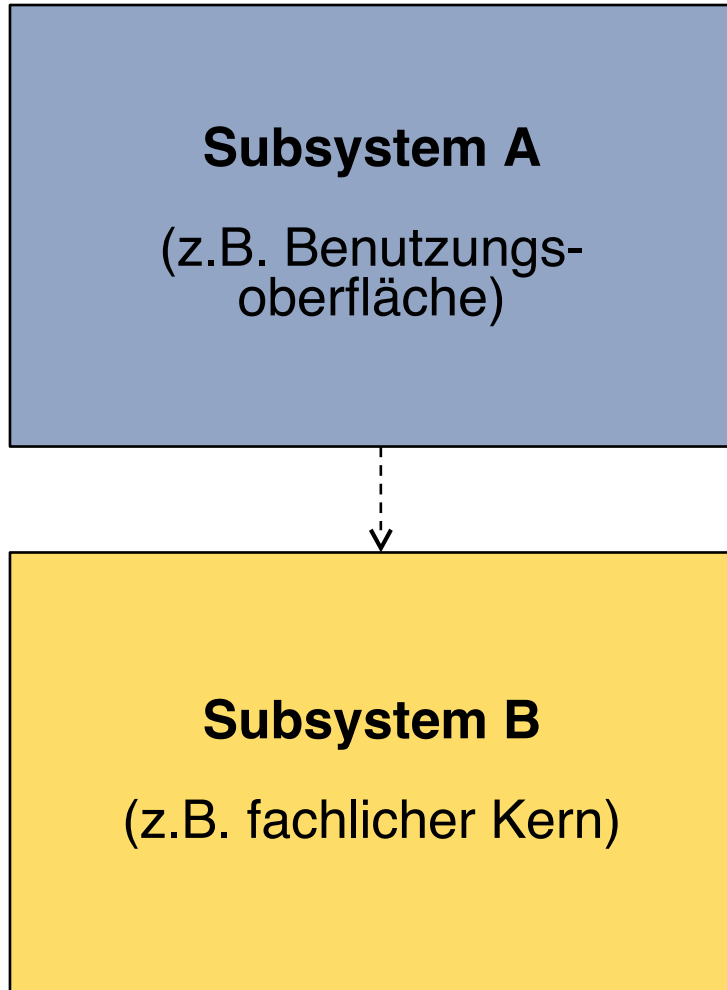 Subsystem A
(z.B. Benutzungs-
oberfläche)
Subsystem B
(z.B. fachlicher Kern)